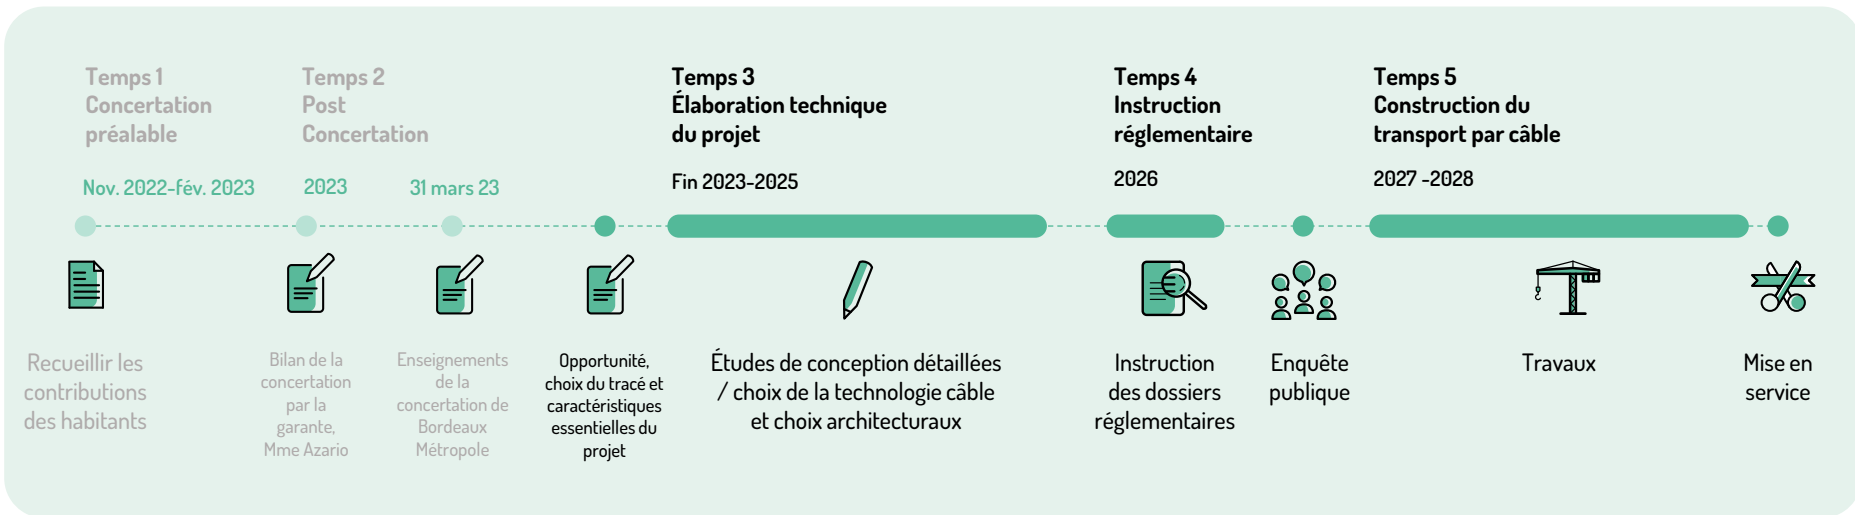 Temps 1
Concertation
préalable
Nov. 2022-fév. 2023
Temps 2
Post
Concertation
2023
31 mars 23
Temps 3
Élaboration technique
du projet
Fin 2023-2025
Temps 4
Instruction
réglementaire
2026
Temps 5
Construction du
transport par câble
2027 -2028
Recueillir les
contributions
des habitants
Bilan de la
concertation
par la
garante,
Mme Azario
Enseignements
de la
concertation de
Bordeaux
Métropole
Opportunité,
choix du tracé et
caractéristiques
essentielles du
projet
Études de conception détaillées
/ choix de la technologie câble
et choix architecturaux
Instruction
des dossiers
réglementaires
Enquête
publique
Travaux
Mise en
service